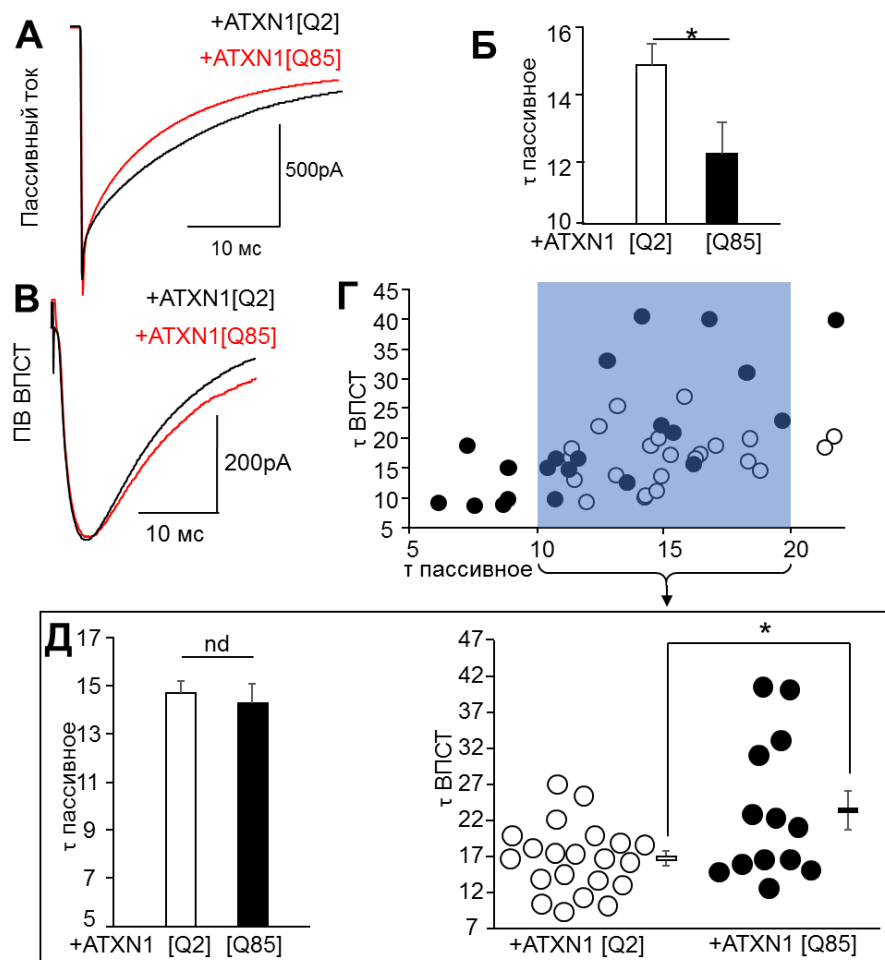 А
+ATXN1[Q2]
+ATXN1[Q85]
Пассивный ток
500pA
10 мс
Б
16
14
12
10
τ пассивное
*
+ATXN1 [Q2] [Q85]
В
+ATXN1[Q2]
+ATXN1[Q85]
ПВ ВПСТ
200pA
10 мс
Г
45
40
35
30
25
20
15
10
5
τ ВПСТ
5 10 15 20
τ пассивное
Д
17
15
13
11
9
7
5
τ пассивное
nd
+ATXN1 [Q2] [Q85]
47
42
37
32
27
22
17
12
7
τ ВПСТ
*
+ATXN1 [Q2] +ATXN1 [Q85]